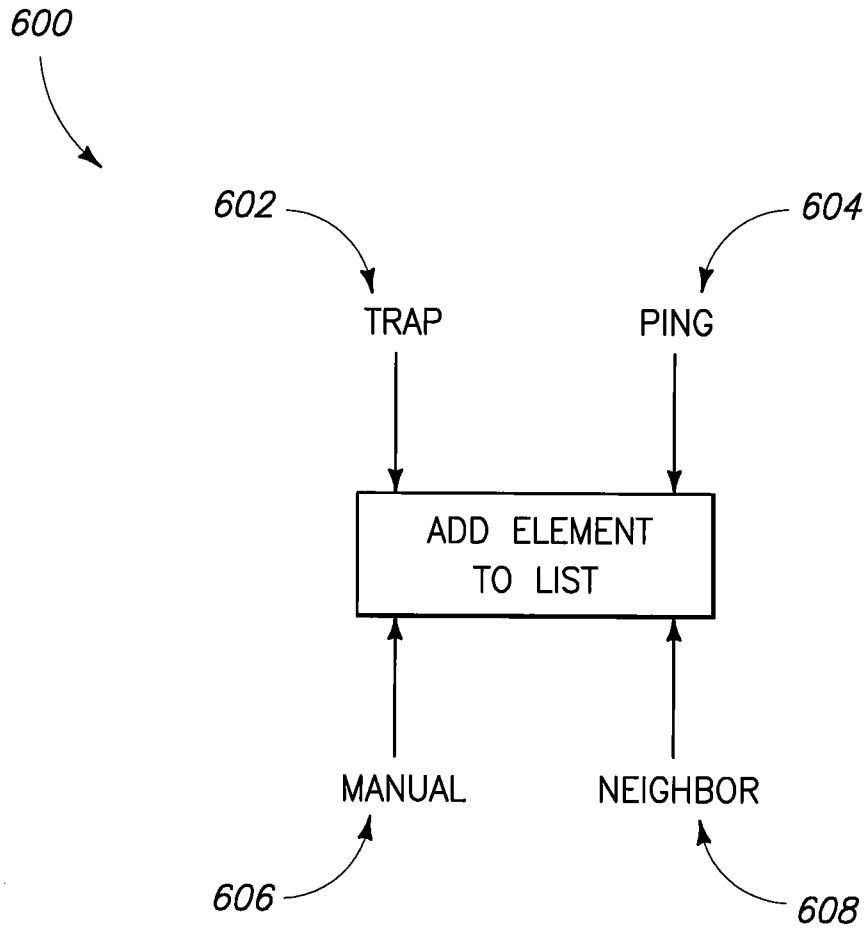 600
602
604
TRAP
PING
ADD ELEMENT
TO LIST
MANUAL
NEIGHBOR
606
608